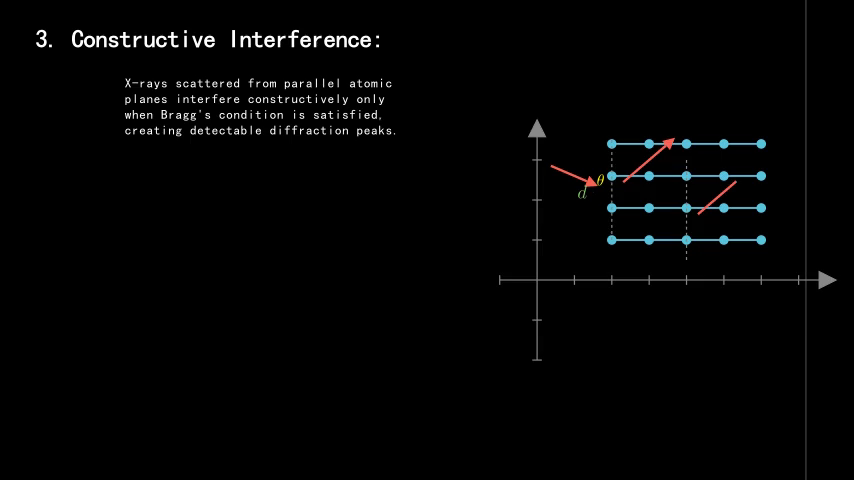 3. Constructive Interference:
X-rays scattered from parallel atomic
planes interfere constructively only
when Bragg's condition is satisfied,
creating detectable diffraction peaks.
θ
d